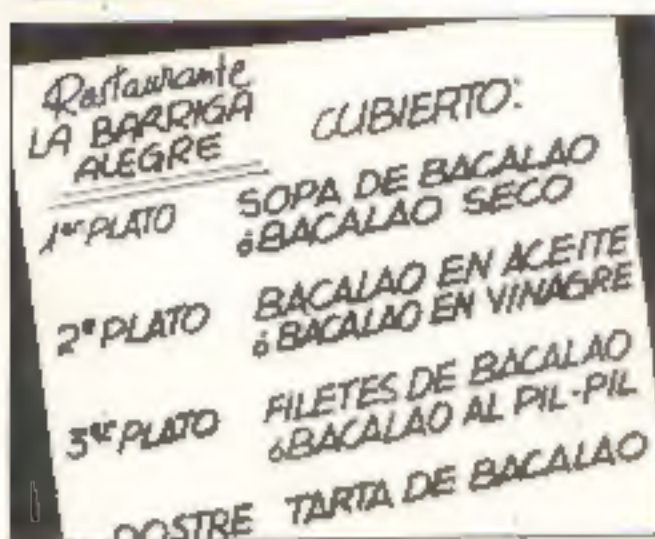 Restaurante
LA BARRIGA
ALEGRE
CUBIERTO:
1er PLATO SOPA DE BACALAO
ó BACALAO SECO
2º PLATO BACALAO EN ACEITE
ó BACALAO EN VINAGRE
3er PLATO FILETES DE BACALAO
ó BACALAO AL PIL-PIL
POSTRE TARTA DE BACALAO